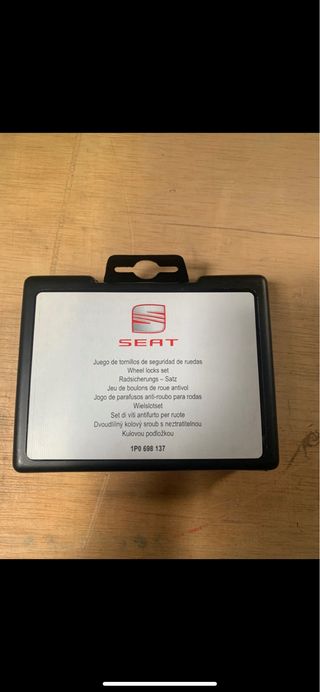 SEAT
Juego de tornillos de seguridad de ruedas
Wheel locks set
Radsicherungs – Satz
Jeu de boulons de roue antivol
Jogo de parafusos anti-roubo para rodas
Wielslotset
Set di viti antifurto per ruote
Dvoudílilný kolový sroub s neztratitelnou
Kulovou podložkou
1P0 698 137